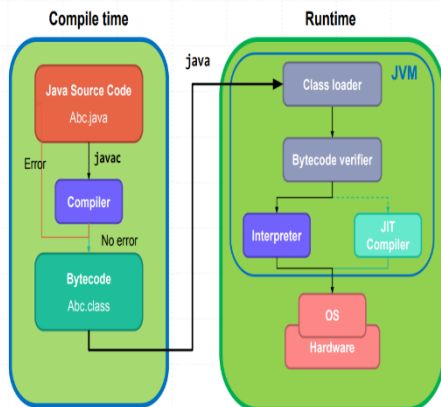 Compile time
Java Source Code
Abc.java
Error
javac
Compiler
No error
Bytecode
Abc.class
java
Runtime
JVM
Class loader
Bytecode verifier
Interpreter
JIT
Compiler
OS
Hardware